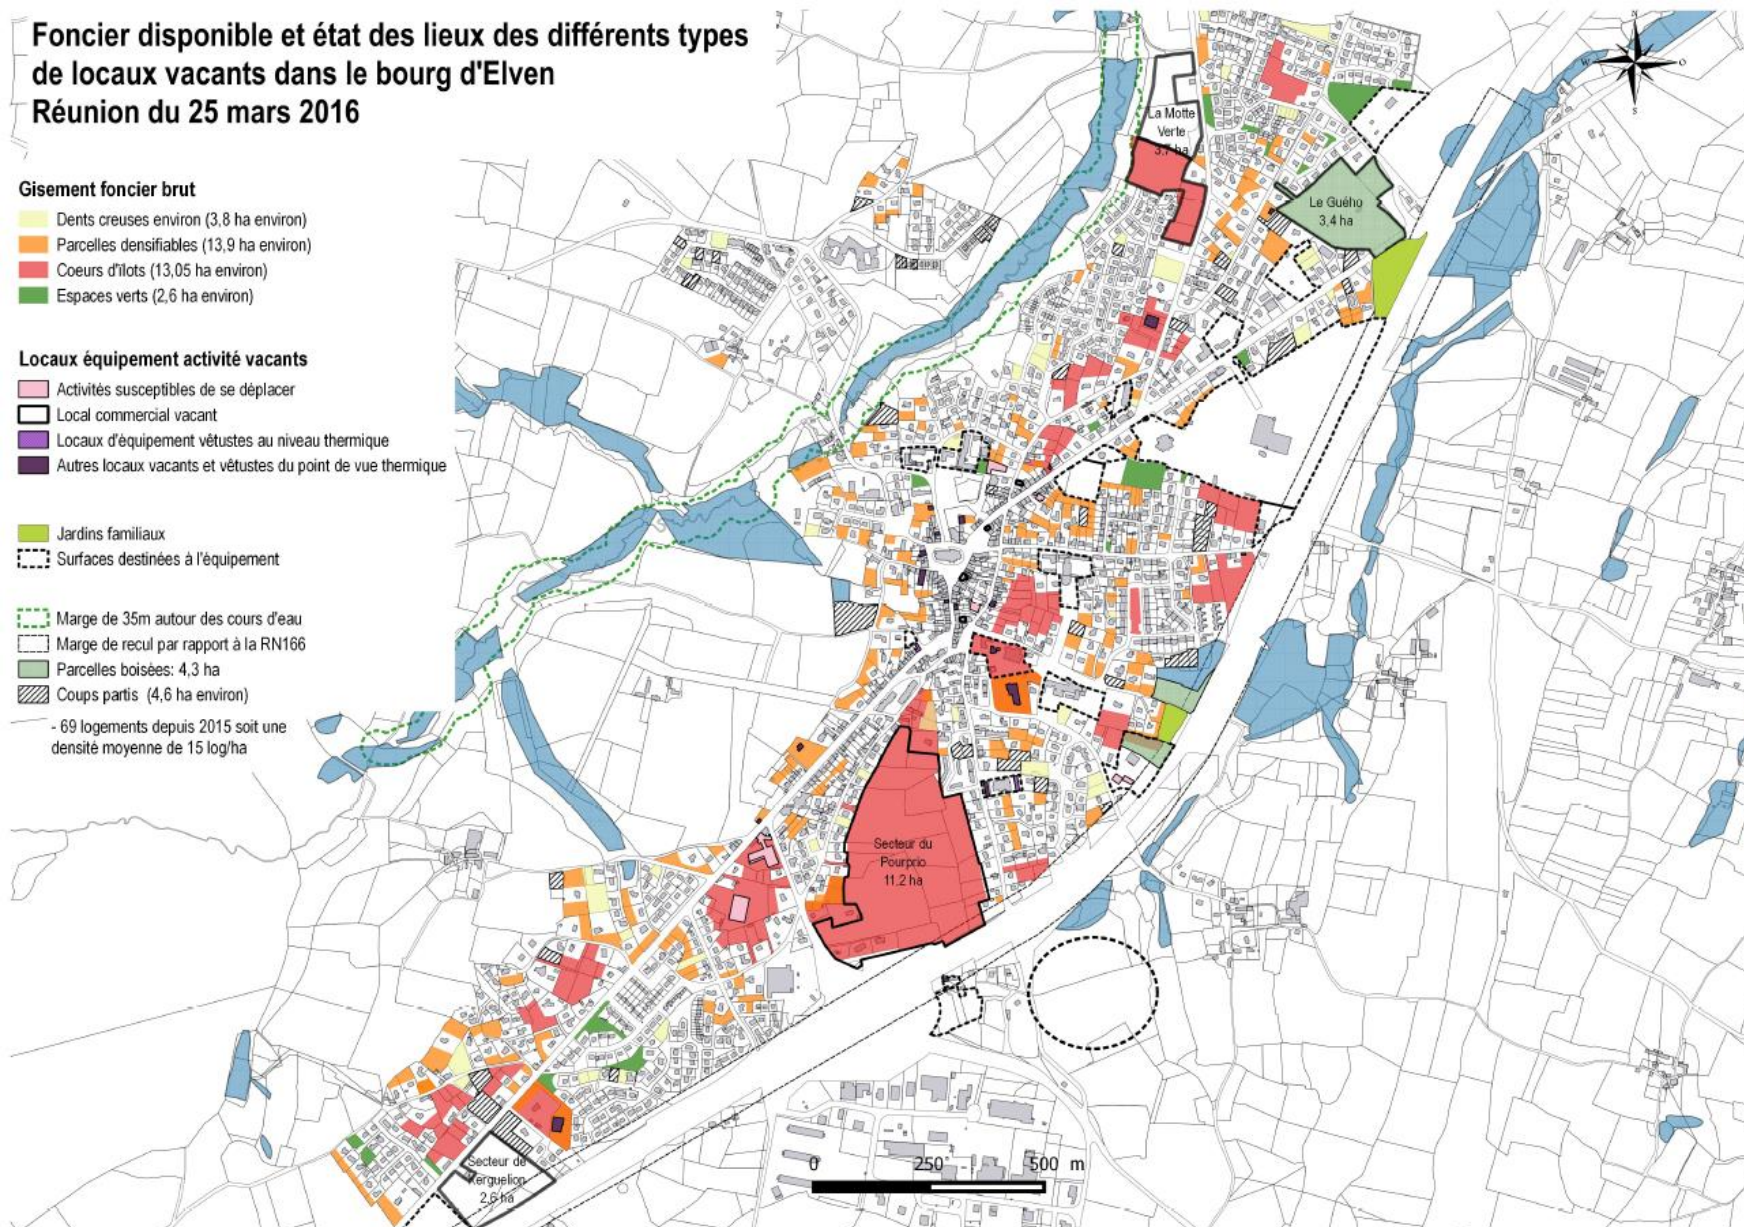 Foncier disponible et état des lieux des différents types
de locaux vacants dans le bourg d'Elven
Réunion du 25 mars 2016
Gisement foncier brut
Dents creuses environ (3,8 ha environ)
Parcelles densifiables (13,9 ha environ)
Coeurs d'îlots (13,05 ha environ)
Espaces verts (2,6 ha environ)
Locaux équipement activité vacants
Activités susceptibles de se déplacer
Local commercial vacant
Locaux d'équipement vêtustes au niveau thermique
Autres locaux vacants et vêtustes du point de vue thermique
Jardins familiaux
Surfaces destinées à l'équipement
Marge de 35m autour des cours d'eau
Marge de recul par rapport à la RN166
Parcelles boisées: 4,3 ha
Coups partis (4,6 ha environ)
- 69 logements depuis 2015 soit une
densité moyenne de 15 log/ha
La Motte
Verte
3,7 ha
Le Guého
3,4 ha
Secteur du
Pourprio
11,2 ha
Secteur de
Kerguelion
2,6 ha
0 250 500 m
N
W
O
S